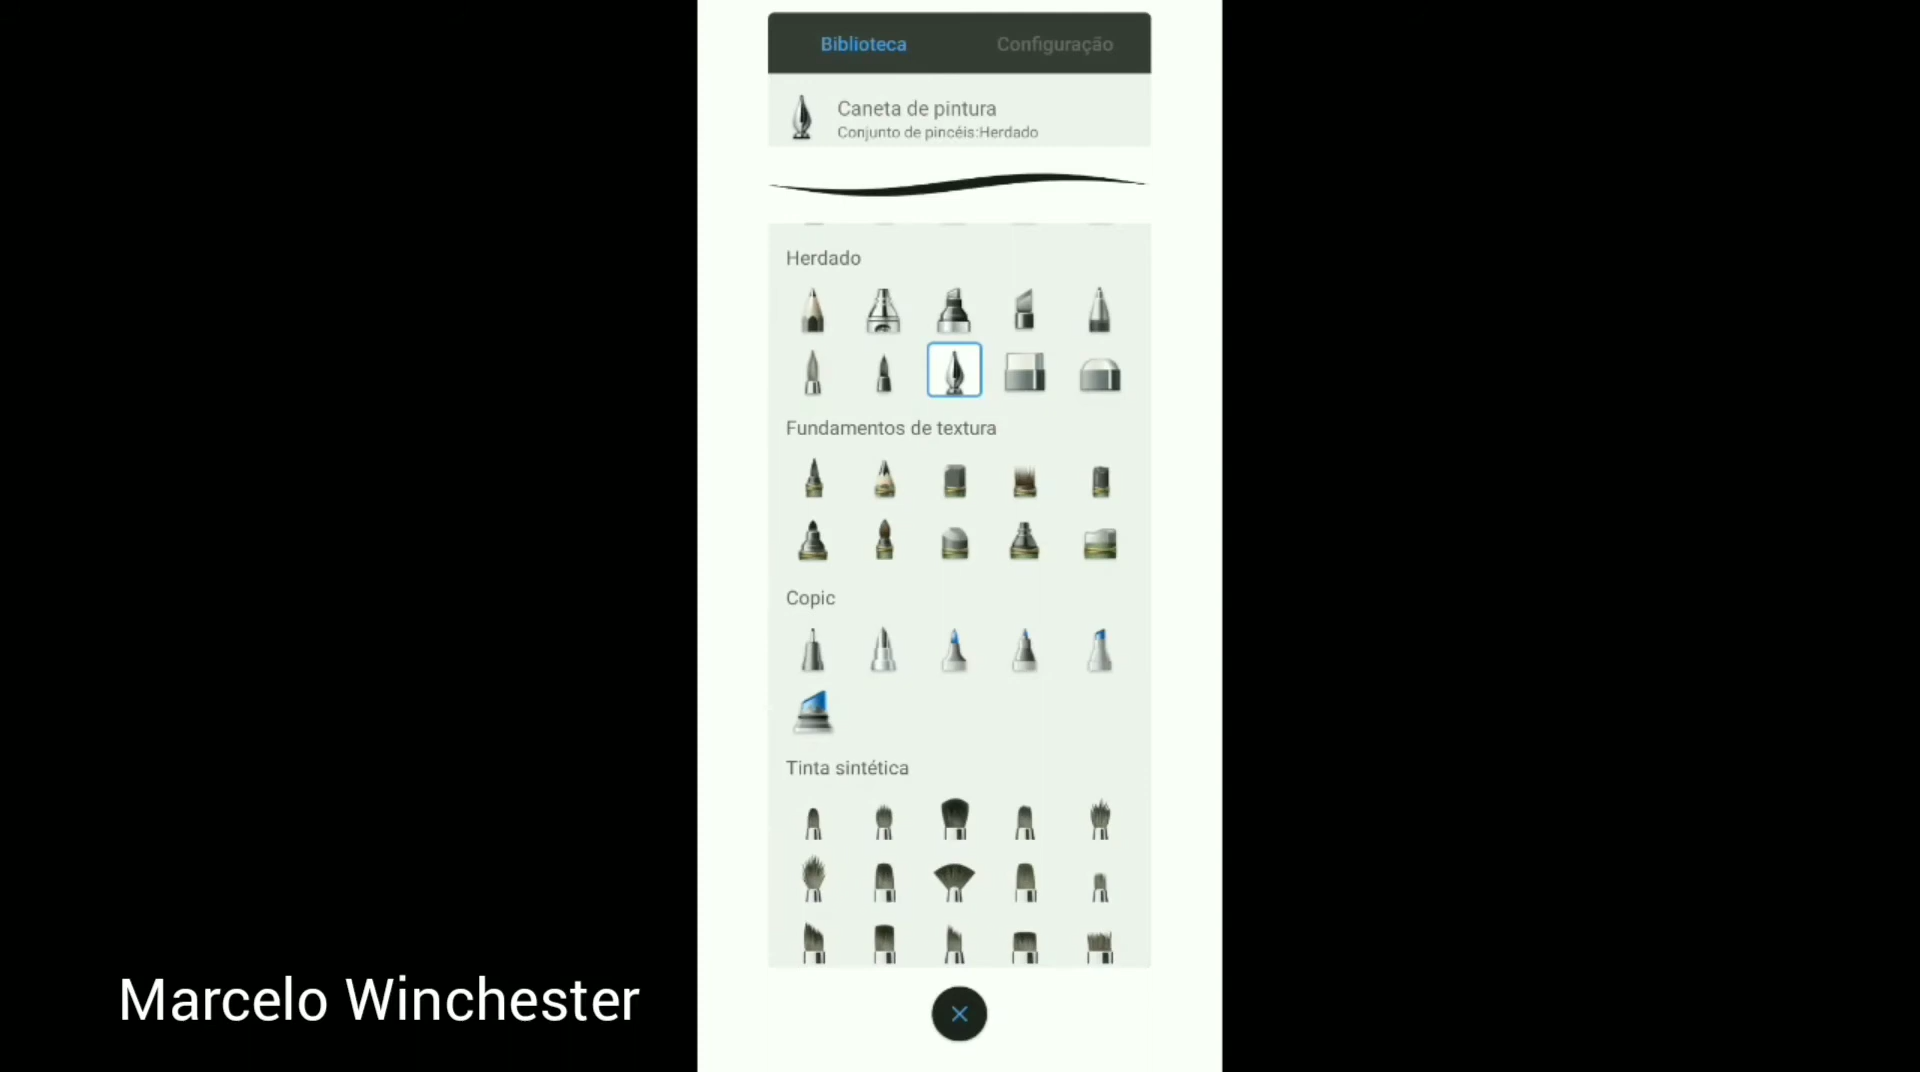 Biblioteca
Configuração
Caneta de pintura
Conjunto de pincéis:Herdado
Herdado
Fundamentos de textura
Copic
Tinta sintética
Marcelo Winchester